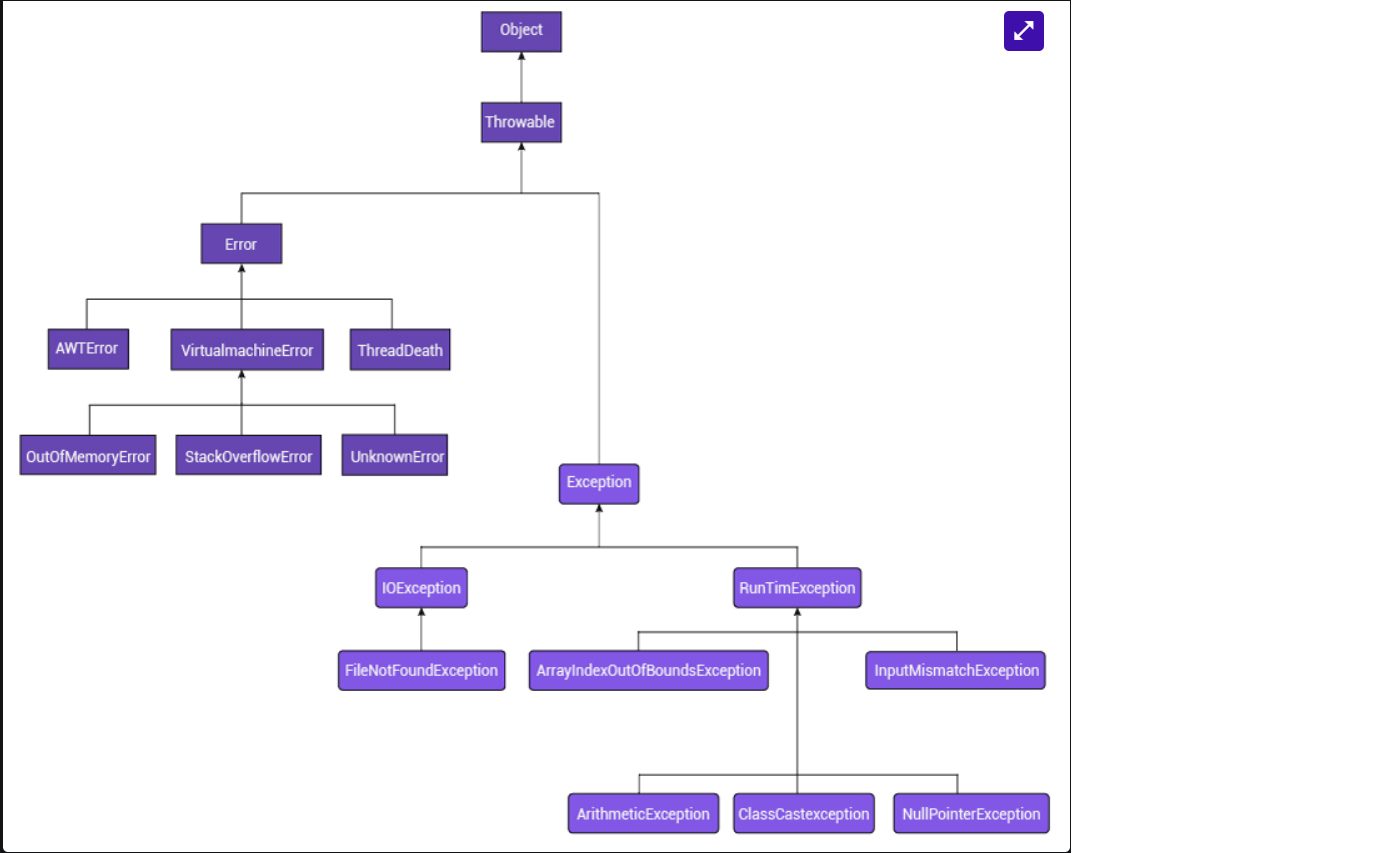 Object
Throwable
Error
AWTError
VirtualmachineError
ThreadDeath
OutOfMemoryError
StackOverflowError
UnknownError
Exception
IOException
RunTimException
FileNotFoundException
ArrayIndexOutOfBoundsException
InputMismatchException
ArithmeticException
ClassCastexception
NullPointerException